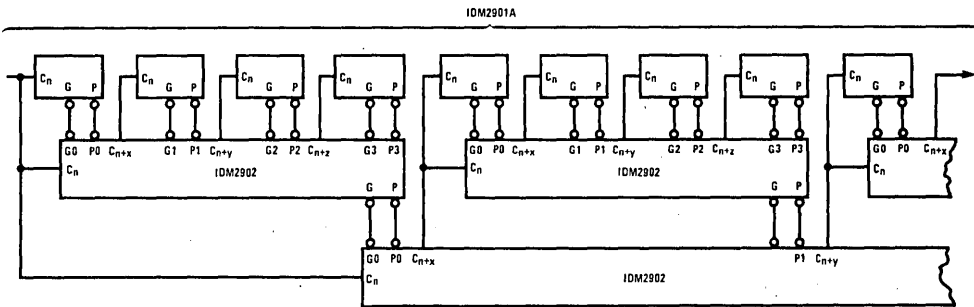 IDM2901A
Cn G P Cn G P Cn G P Cn G P Cn G P Cn G P Cn G P Cn G P Cn G P
G0 P0 Cn+x G1 P1 Cn+y G2 P2 Cn+z G3 P3 G0 P0 Cn+x G1 P1 Cn+y G2 P2 Cn+z G3 P3 G0 P0 Cn+x
Cn IDM2902 Cn IDM2902 Cn
G P G P
G0 P0 Cn+x P1 Cn+y
Cn IDM2902